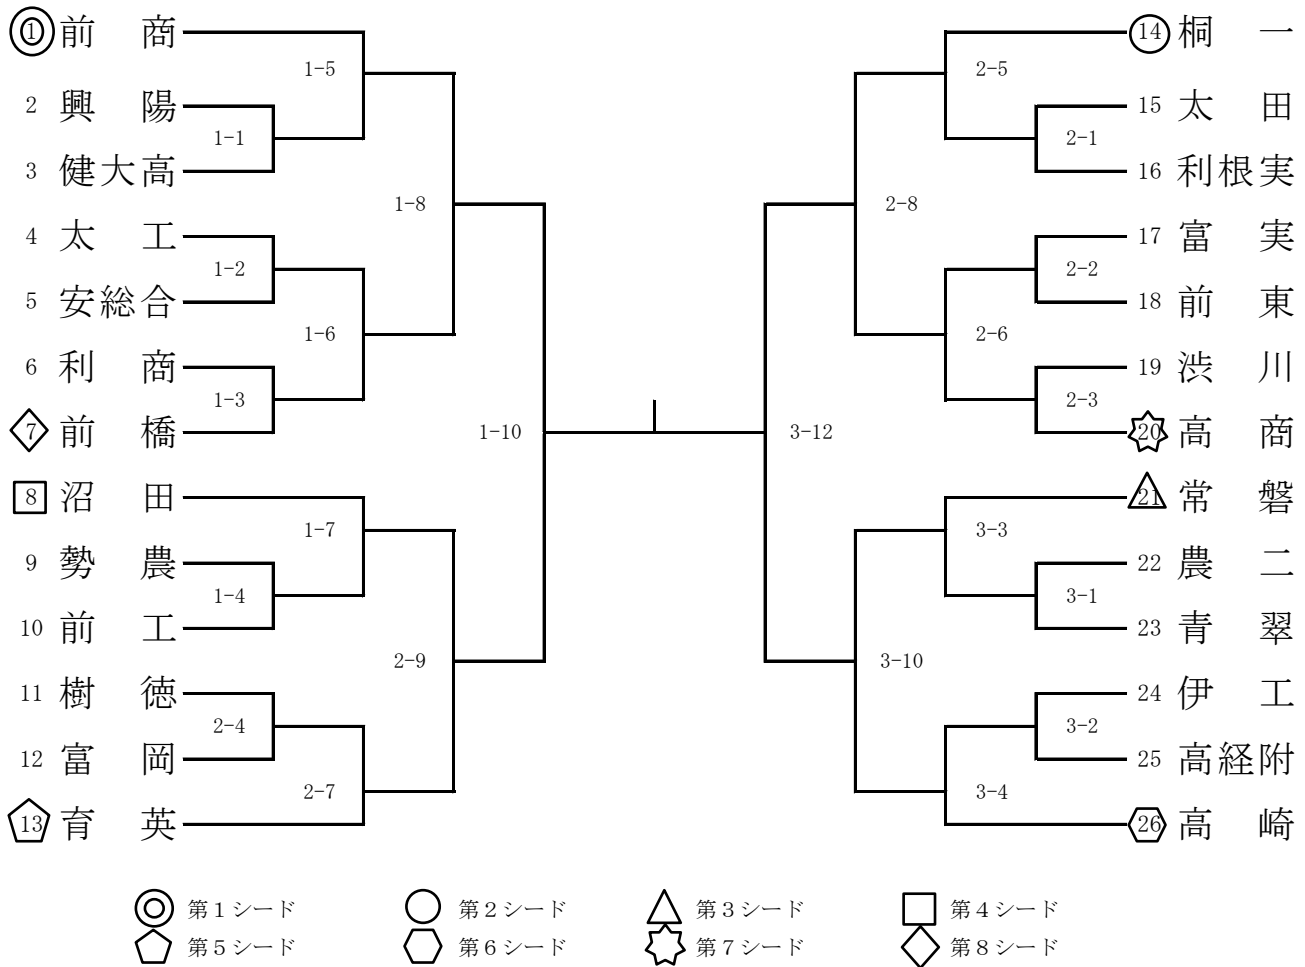 1 前商 14 桐一
1-5 2-5
2 興陽 15 太田
1-1 2-1
3 健大高 16 利根実
1-8 2-8
4 太工 17 富実
1-2 2-2
5 安総合 18 前東
1-6 2-6
6 利商 19 渋川
1-3 2-3
7 前橋 1-10 3-12 20 高商
8 沼田 21 常磐
1-7 3-3
9 勢農 22 農二
1-4 3-1
10 前工 23 青翠
2-9 3-10
11 樹徳 24 伊工
2-4 3-2
12 富岡 25 高経附
2-7 3-4
13 育英 26 高崎
第1シード 第2シード 第3シード 第4シード
第5シード 第6シード 第7シード 第8シード